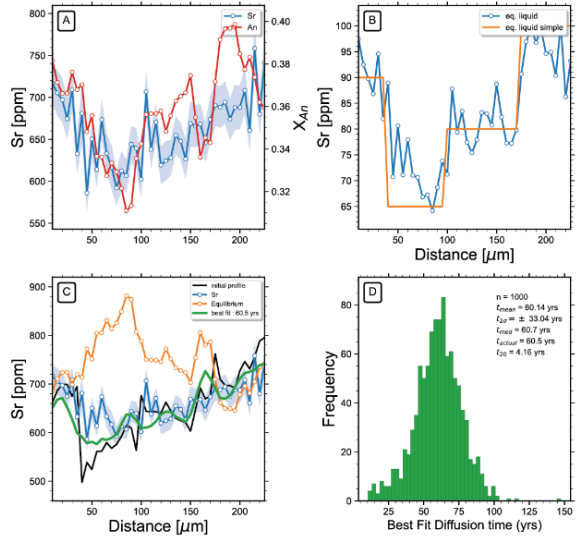 A
Sr
An
800
750
700
650
600
550
Sr [ppm]
0.40
0.38
0.36
0.34
0.32
X_An
50
100
150
200
B
eq. liquid
eq. liquid simple
100
95
90
85
80
75
70
65
Sr [ppm]
50
100
150
200
Distance [μm]
C
initial profile
Sr
Equilibrium
best fit : 60.5 yrs
900
800
700
600
500
Sr [ppm]
50
100
150
200
Distance [μm]
D
n = 1000
t_mean = 60.14 yrs
t_2σ = ± 33.04 yrs
t_med = 60.7 yrs
t_actual = 60.5 yrs
80
60
40
20
0
Frequency
0
25
50
75
100
125
150
Best Fit Diffusion time (yrs)